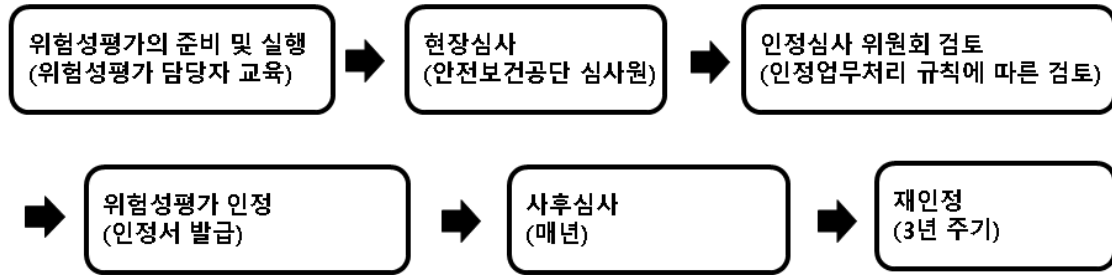 위험성평가의 준비 및 실행
(위험성평가 담당자 교육)
현장심사
(안전보건공단 심사원)
인정심사 위원회 검토
(인정업무처리 규칙에 따른 검토)
위험성평가 인정
(인정서 발급)
사후심사
(매년)
재인정
(3년 주기)